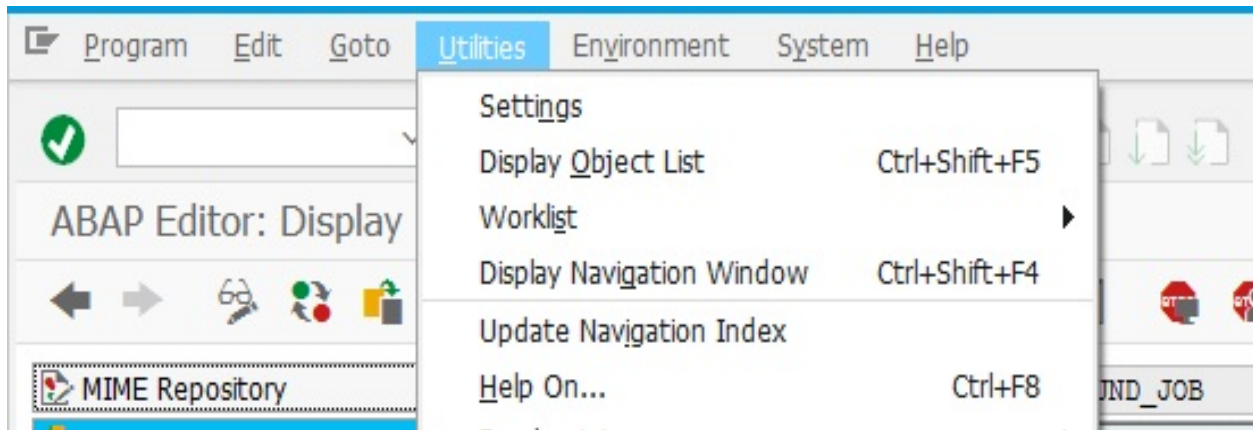 Program Edit Goto Utilities Environment System Help
Settings
Display Object List Ctrl+Shift+F5
Worklist
ABAP Editor: Display
Display Navigation Window Ctrl+Shift+F4
Update Navigation Index
MIME Repository
Help On... Ctrl+F8
UND_JOB